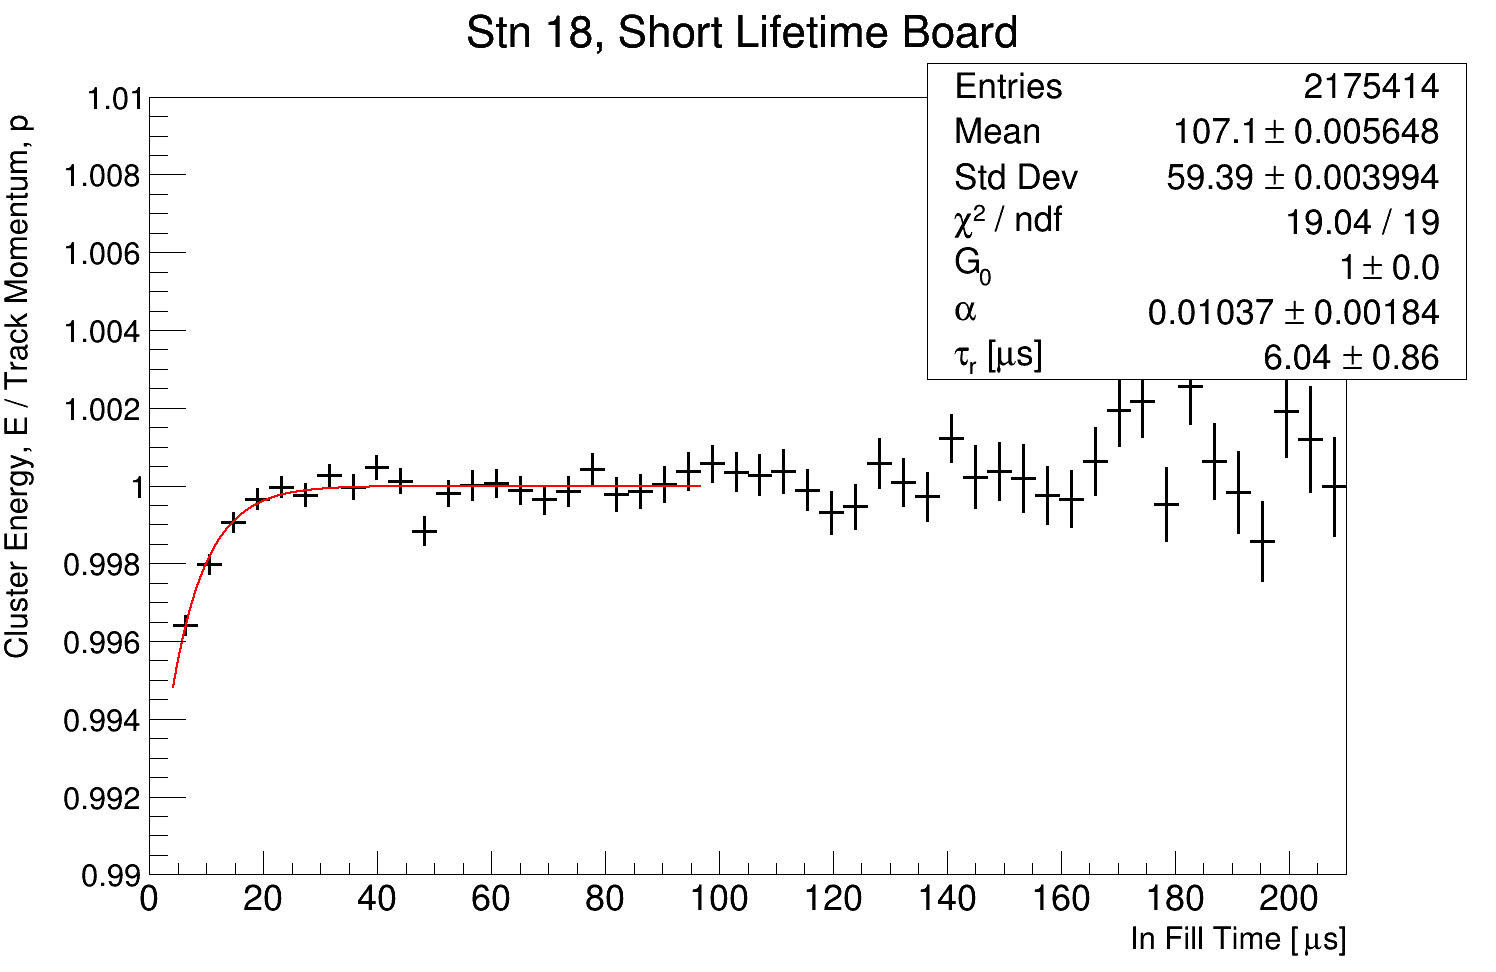 Stn 18, Short Lifetime Board
Entries 2175414
Mean 107.1 ± 0.005648
Std Dev 59.39 ± 0.003994
χ² / ndf 19.04 / 19
G₀ 1 ± 0.0
α 0.01037 ± 0.00184
τᵣ [μs] 6.04 ± 0.86
Cluster Energy, E / Track Momentum, p
1.01
1.008
1.006
1.004
1.002
1
0.998
0.996
0.994
0.992
0.99
0 20 40 60 80 100 120 140 160 180 200
In Fill Time [μs]